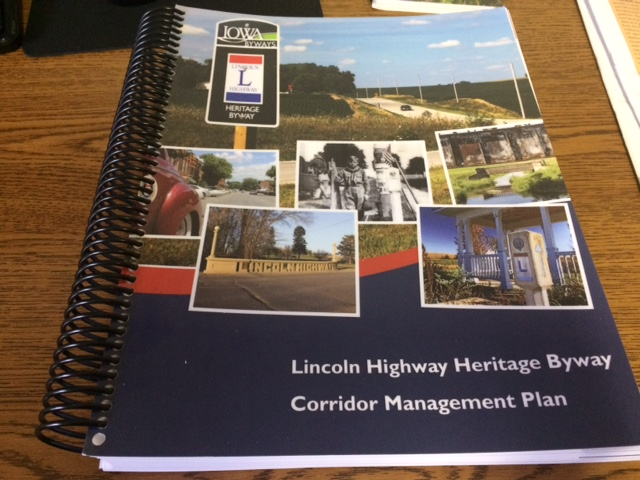 IOWA
BYWAYS
LINCOLN
L
HIGHWAY
HERITAGE
BYWAY
LINCOLN HIGHWAY
L
Lincoln Highway Heritage Byway
Corridor Management Plan